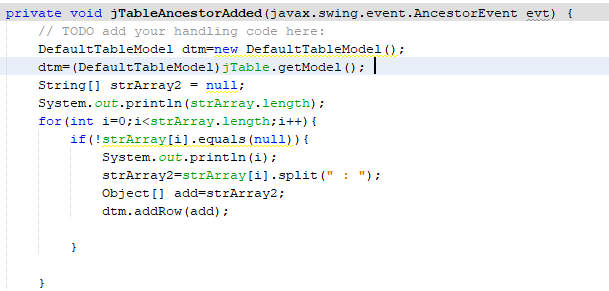 private void jTableAncestorAdded(javax.swing.event.AncestorEvent evt) {
    // TODO add your handling code here:
    DefaultTableModel dtm=new DefaultTableModel();
    dtm=(DefaultTableModel)jTable.getModel();
    String[] strArray2 = null;
    System.out.println(strArray.length);
    for(int i=0;i<strArray.length;i++){
        if(!strArray[i].equals(null)){
            System.out.println(i);
            strArray2=strArray[i].split(" : ");
            Object[] add=strArray2;
            dtm.addRow(add);
        }
    }